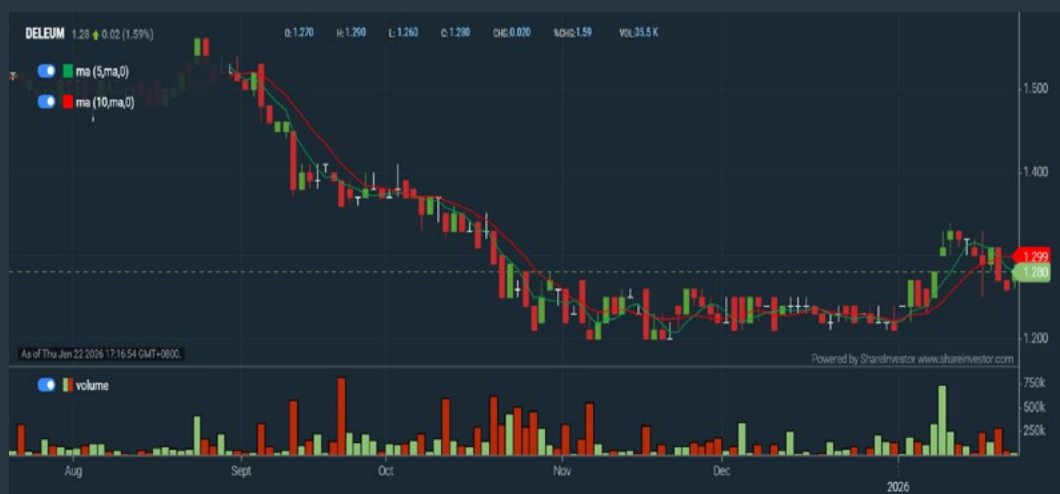 DELEUM 1.28 0.02 (1.59%) O: 1.270 H: 1.290 L: 1.260 C: 1.280 CHG:0.020 %CHG:1.59 VOL:35.5 K
ma (5,ma,0)
ma (10,ma,0)
1.500
1.400
1.299
1.280
1.200
As of Thu Jan 22 2026 17:16:54 GMT+0800.
Powered by ShareInvestor www.shareinvestor.com
volume
750k
500k
250k
Aug Sept Oct Nov Dec
2026